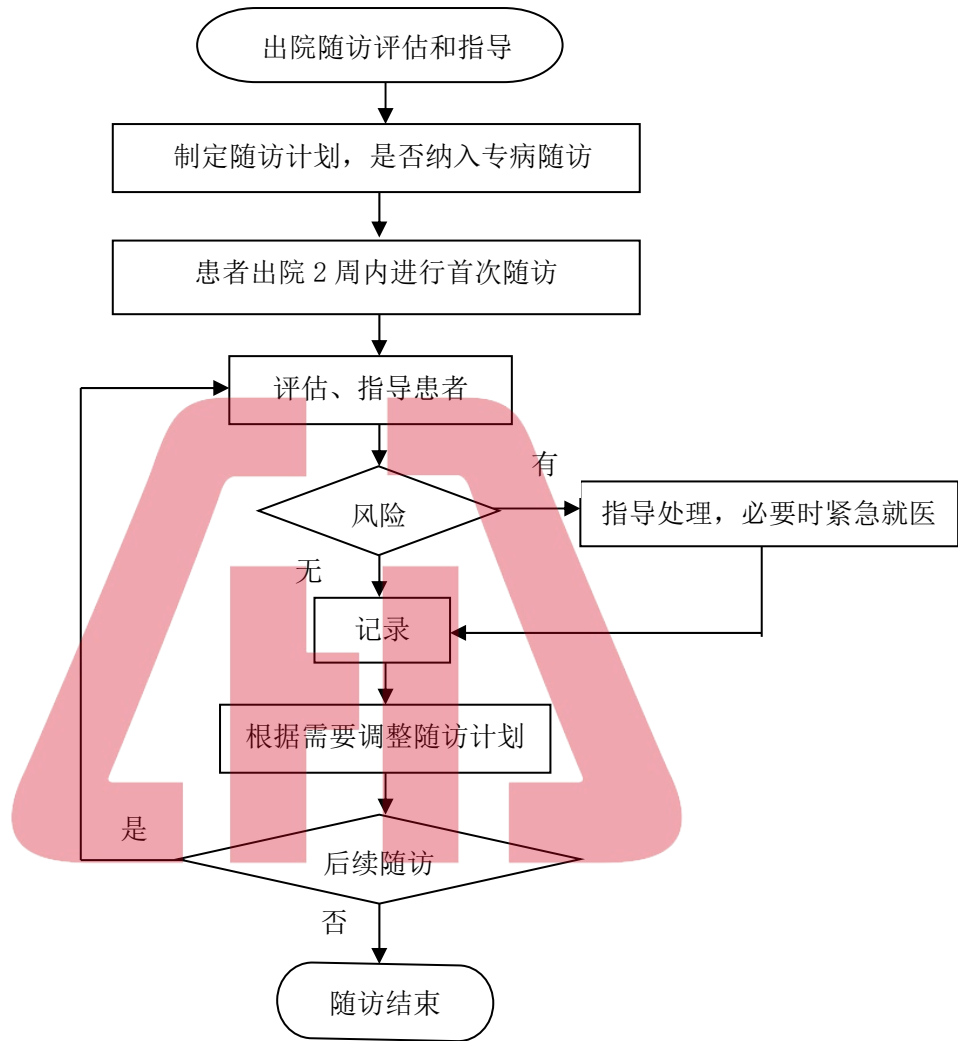 出院随访评估和指导
制定随访计划，是否纳入专病随访
患者出院 2 周内进行首次随访
评估、指导患者
有
风险
指导处理，必要时紧急就医
无
记录
根据需要调整随访计划
是
后续随访
否
随访结束